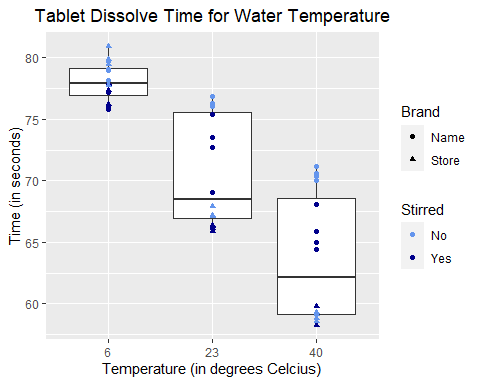 Tablet Dissolve Time for Water Temperature
80
75
70
65
60
Time (in seconds)
6
23
40
Temperature (in degrees Celcius)
Brand
Name
Store
Stirred
No
Yes